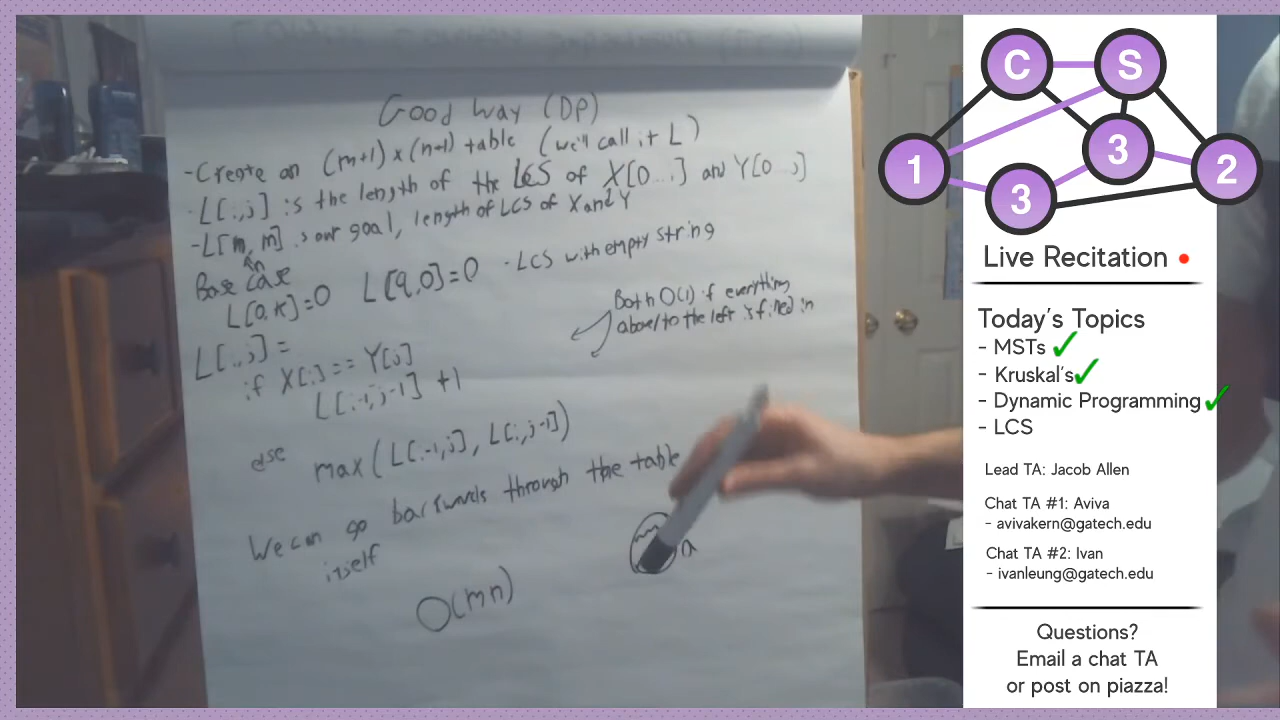 Good Way (DP)
-Create an (m+1)x(n+1) table (we'll call it L)
-L[i,j] is the length of the LCS of X[0...i] and Y[0...j]
-L[m, m] is our goal, length of LCS of X and Y
n
Base case
L[0,k]=0 L[q,0]=0 -LCS with empty string
Both O(1) if everything
above/to the left is filled in
L[i,j]=
if X[i]==Y[j]
L[i-1,j-1] +1
else max(L[i-1,j], L[i,j-1])
We can go backwards through the table
itself
O(mn)
a
C
S
1
3
3
2
Live Recitation
Today's Topics
- MSTs ✓
- Kruskal's ✓
- Dynamic Programming ✓
- LCS
Lead TA: Jacob Allen
Chat TA #1: Aviva
- avivakern@gatech.edu
Chat TA #2: Ivan
- ivanleung@gatech.edu
Questions?
Email a chat TA
or post on piazza!